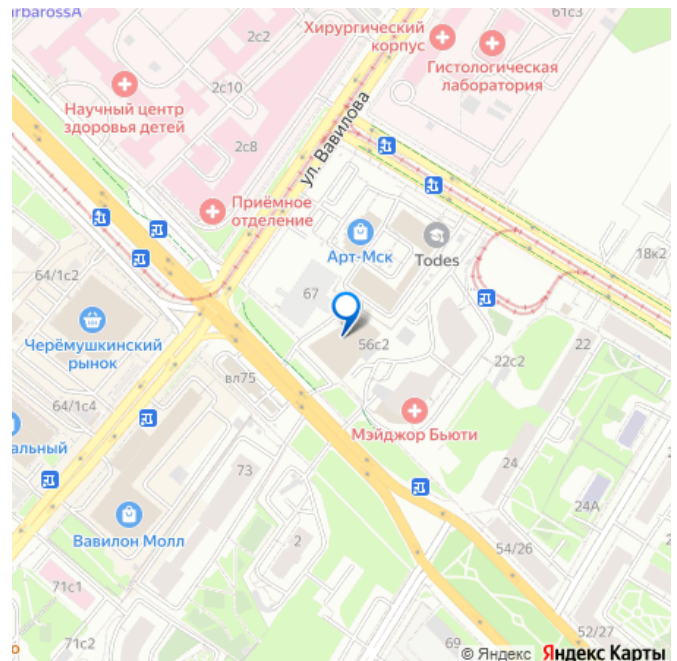 arbarossA
2с2
Хирургический
корпус
61с3
Гистологическая
лаборатория
2с10
Научный центр
здоровья детей
2с8
ул. Вавилова
Приёмное
отделение
Арт-Мск
Todes
18к2
64/1с2
67
Черёмушкинский
рынок
56с2
22с2
22
вл75
64/1с4
Мэйджор Бьюти
альный
73
24
24А
Вавилон Молл
2
54/26
71с1
71с2
69
52/27
© Яндекс Яндекс Карты